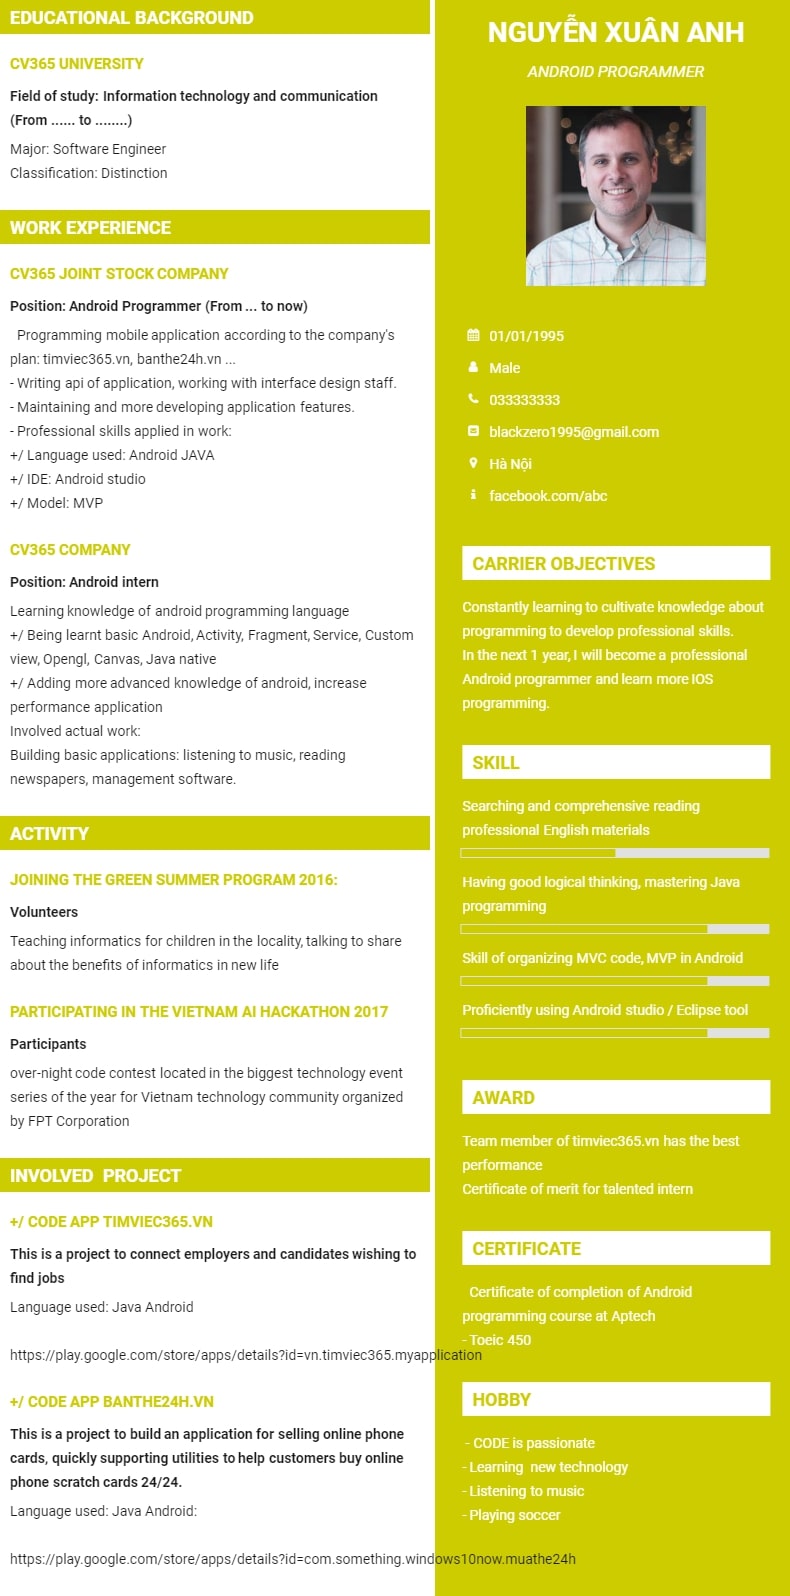 EDUCATIONAL BACKGROUND
CV365 UNIVERSITY
Field of study: Information technology and communication
(From ...... to ........)
Major: Software Engineer
Classification: Distinction
WORK EXPERIENCE
CV365 JOINT STOCK COMPANY
Position: Android Programmer (From ... to now)
Programming mobile application according to the company's
plan: timviec365.vn, banthe24h.vn ...
- Writing api of application, working with interface design staff.
- Maintaining and more developing application features.
- Professional skills applied in work:
+/ Language used: Android JAVA
+/ IDE: Android studio
+/ Model: MVP
CV365 COMPANY
Position: Android intern
Learning knowledge of android programming language
+/ Being learnt basic Android, Activity, Fragment, Service, Custom
view, Opengl, Canvas, Java native
+/ Adding more advanced knowledge of android, increase
performance application
Involved actual work:
Building basic applications: listening to music, reading
newspapers, management software.
ACTIVITY
JOINING THE GREEN SUMMER PROGRAM 2016:
Volunteers
Teaching informatics for children in the locality, talking to share
about the benefits of informatics in new life
PARTICIPATING IN THE VIETNAM AI HACKATHON 2017
Participants
over-night code contest located in the biggest technology event
series of the year for Vietnam technology community organized
by FPT Corporation
INVOLVED PROJECT
+/ CODE APP TIMVIEC365.VN
This is a project to connect employers and candidates wishing to
find jobs
Language used: Java Android
https://play.google.com/store/apps/details?id=vn.timviec365.myapplication
+/ CODE APP BANTHE24H.VN
This is a project to build an application for selling online phone
cards, quickly supporting utilities to help customers buy online
phone scratch cards 24/24.
Language used: Java Android:
https://play.google.com/store/apps/details?id=com.something.windows10now.muathe24h
NGUYỄN XUÂN ANH
ANDROID PROGRAMMER
01/01/1995
Male
033333333
blackzero1995@gmail.com
Hà Nội
facebook.com/abc
CARRIER OBJECTIVES
Constantly learning to cultivate knowledge about
programming to develop professional skills.
In the next 1 year, I will become a professional
Android programmer and learn more IOS
programming.
SKILL
Searching and comprehensive reading
professional English materials
Having good logical thinking, mastering Java
programming
Skill of organizing MVC code, MVP in Android
Proficiently using Android studio / Eclipse tool
AWARD
Team member of timviec365.vn has the best
performance
Certificate of merit for talented intern
CERTIFICATE
Certificate of completion of Android
programming course at Aptech
- Toeic 450
HOBBY
- CODE is passionate
- Learning new technology
- Listening to music
- Playing soccer